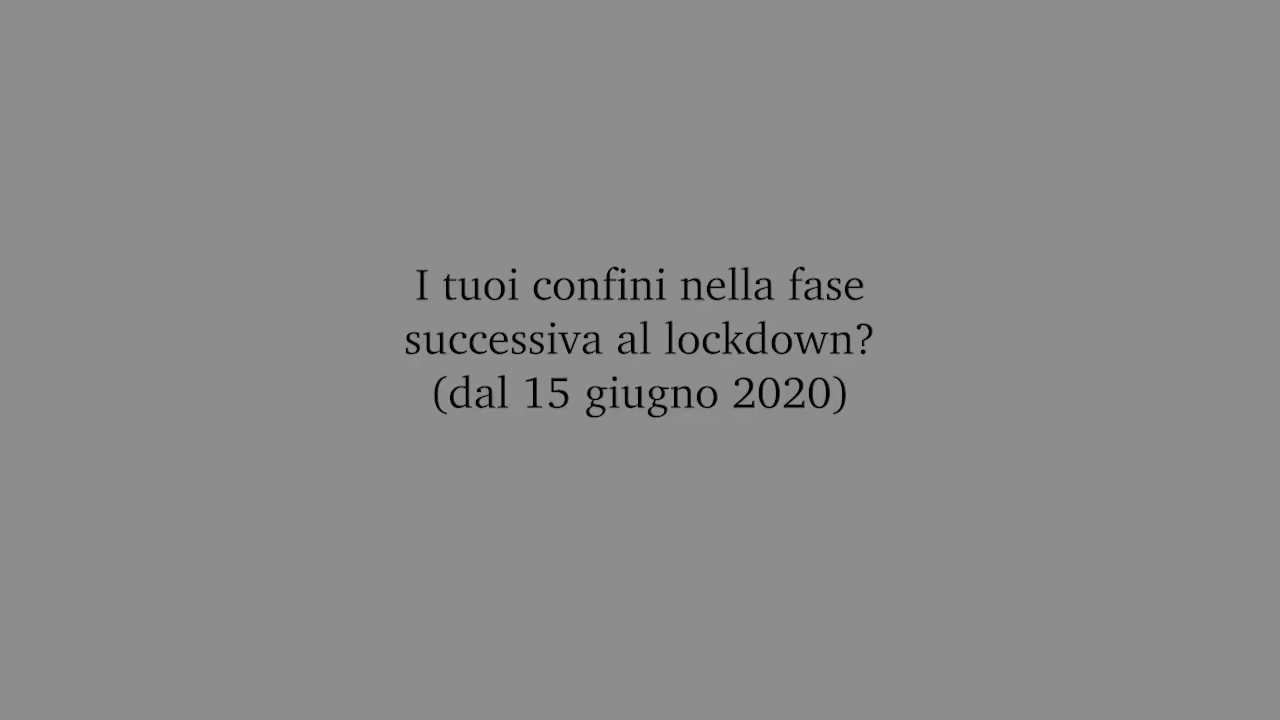 I tuoi confini nella fase
successiva al lockdown?
(dal 15 giugno 2020)